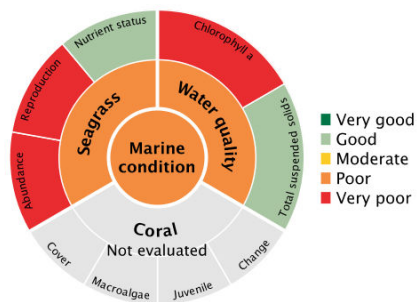 Nutrient status
Chlorophyll a
Reproduction
Seagrass
Water quality
Abundance
Total suspended solids
Marine
condition
Coral
Not evaluated
Cover
Macroalgae
Juvenile
Change
Very good
Good
Moderate
Poor
Very poor